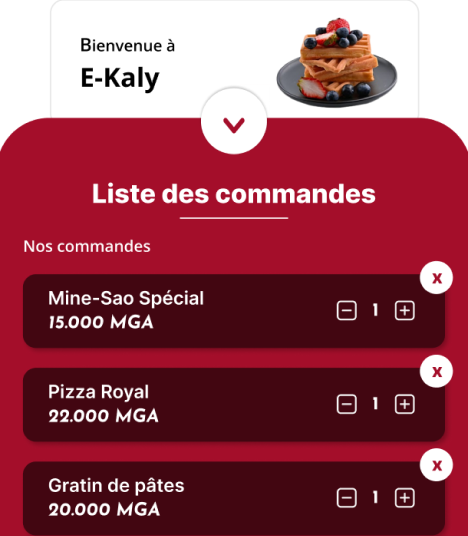 Bienvenue à
E-Kaly
Liste des commandes
Nos commandes
x
Mine-Sao Spécial
15.000 MGA
1
x
Pizza Royal
22.000 MGA
1
x
Gratin de pâtes
20.000 MGA
1